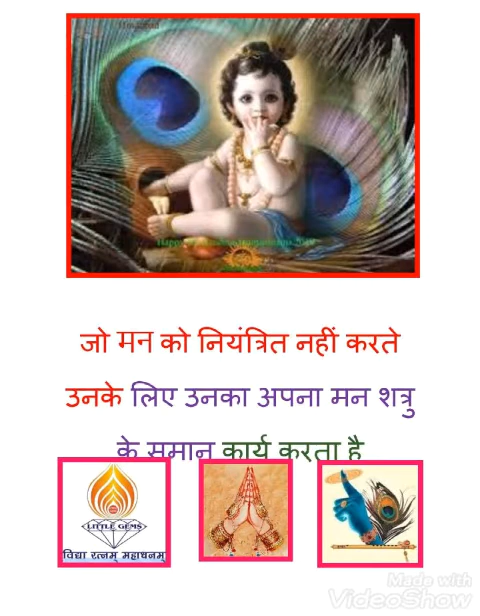 Happy
जो मन को नियंत्रित नहीं करते
उनके लिए उनका अपना मन शत्रु
के समान कार्य करता है
LITTLE GEMS
विद्या रत्नम् महाधनम्
Made with
VideoShow